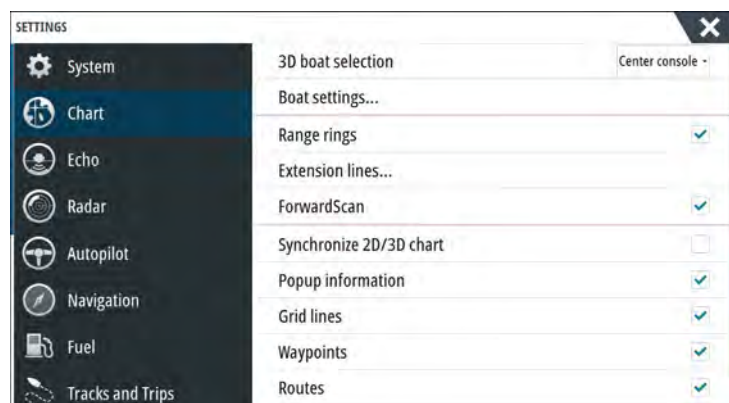 SETTINGS
System
Chart
Echo
Radar
Autopilot
Navigation
Fuel
Tracks and Trips
3D boat selection
Center console
Boat settings...
Range rings
Extension lines...
ForwardScan
Synchronize 2D/3D chart
Popup information
Grid lines
Waypoints
Routes